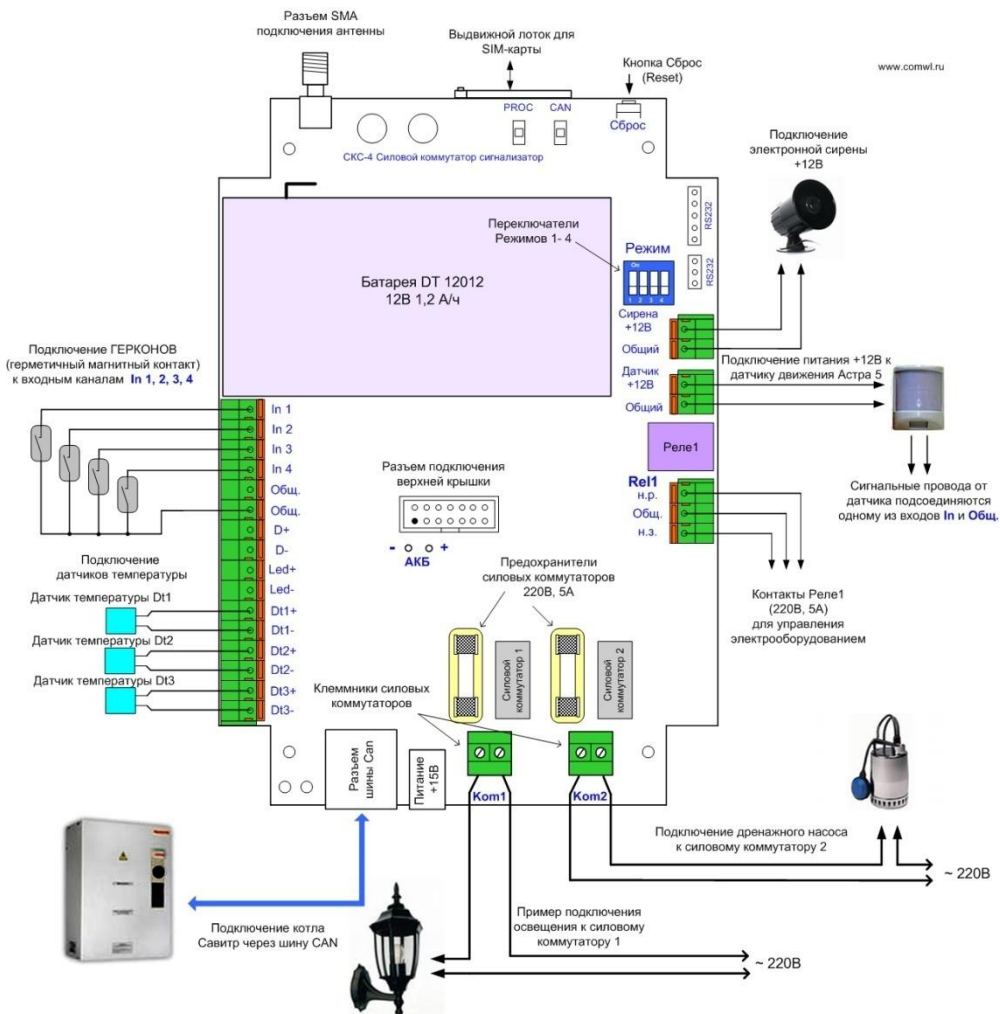 Разъем SMA
подключения антенны
Выдвижной лоток для
SIM-карты
Кнопка Сброс
(Reset)
www.comwl.ru
PROC
CAN
Сброс
СКС-4 Силовой коммутатор сигнализатор
Подключение
электронной сирены
+12В
RS232
RS232
Переключатели
Режимов 1- 4
Режим
On
1 2 3 4
Батарея DT 12012
12В 1,2 А/ч
Сирена
+12В
Общий
Датчик
+12В
Общий
Подключение питания +12В к
датчику движения Астра 5
Подключение ГЕРКОНОВ
(герметичный магнитный контакт)
к входным каналам In 1, 2, 3, 4
In 1
In 2
In 3
In 4
Общ.
Общ.
D+
D-
Led+
Led-
Dt1+
Dt1-
Dt2+
Dt2-
Dt3+
Dt3-
Реле1
Rel1
н.р.
Общ.
н.з.
Сигнальные провода от
датчика подсоединяются
одному из входов In и Общ.
Разъем подключения
верхней крышки
- +
АКБ
Подключение
датчиков температуры
Датчик температуры Dt1
Датчик температуры Dt2
Датчик температуры Dt3
Предохранители
силовых коммутаторов
220В, 5А
Контакты Реле1
(220В, 5А)
для управления
электрооборудованием
Силовой
коммутатор 1
Силовой
коммутатор 2
Клеммники силовых
коммутаторов
Разъем
шины Can
Питание
+15В
Kom1
Kom2
Подключение дренажного насоса
к силовому коммутатору 2
~ 220В
Подключение котла
Савитр через шину CAN
Пример подключения
освещения к силовому
коммутатору 1
~ 220В